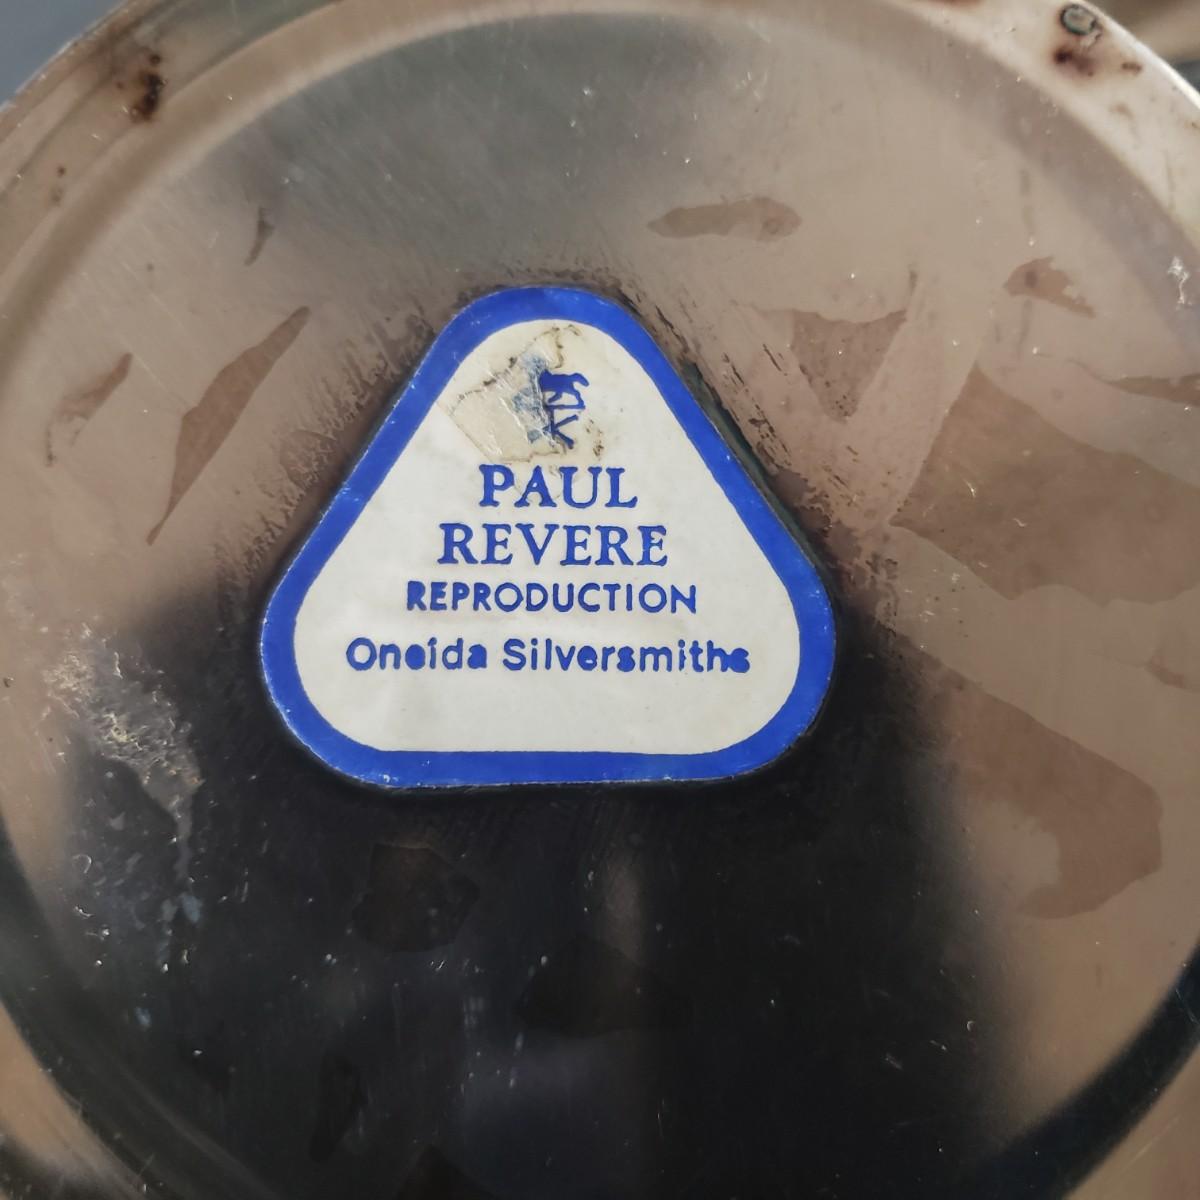 PAUL
REVERE
REPRODUCTION
Oneida Silversmiths